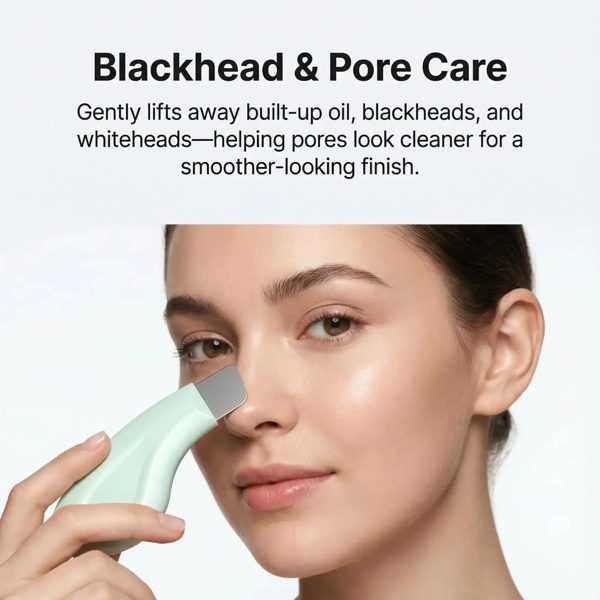 Blackhead & Pore Care
Gently lifts away built-up oil, blackheads, and
whiteheads—helping pores look cleaner for a
smoother-looking finish.